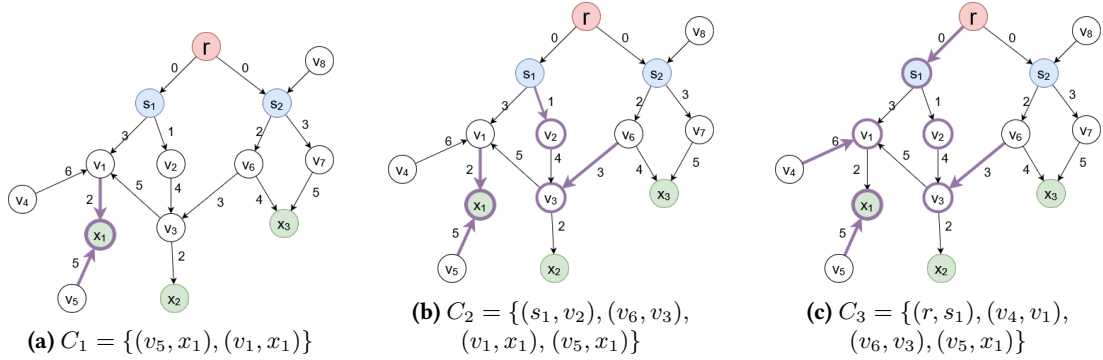 r
0
0
v₈
s₁
s₂
3
1
2
3
v₁
v₂
v₆
v₇
6
v₄
2
5
4
3
4
5
x₁
v₃
x₃
5
2
v₅
x₂
(a) C₁ = {(v₅, x₁), (v₁, x₁)}
r
0
0
v₈
s₁
s₂
3
1
2
3
v₁
v₂
v₆
v₇
6
v₄
2
5
4
3
4
5
x₁
v₃
x₃
5
2
v₅
x₂
(b) C₂ = {(s₁, v₂), (v₆, v₃),
(v₁, x₁), (v₅, x₁)}
r
0
0
v₈
s₁
s₂
3
1
2
3
v₁
v₂
v₆
v₇
6
v₄
2
5
4
3
4
5
x₁
v₃
x₃
5
2
v₅
x₂
(c) C₃ = {(r, s₁), (v₄, v₁),
(v₆, v₃), (v₅, x₁)}